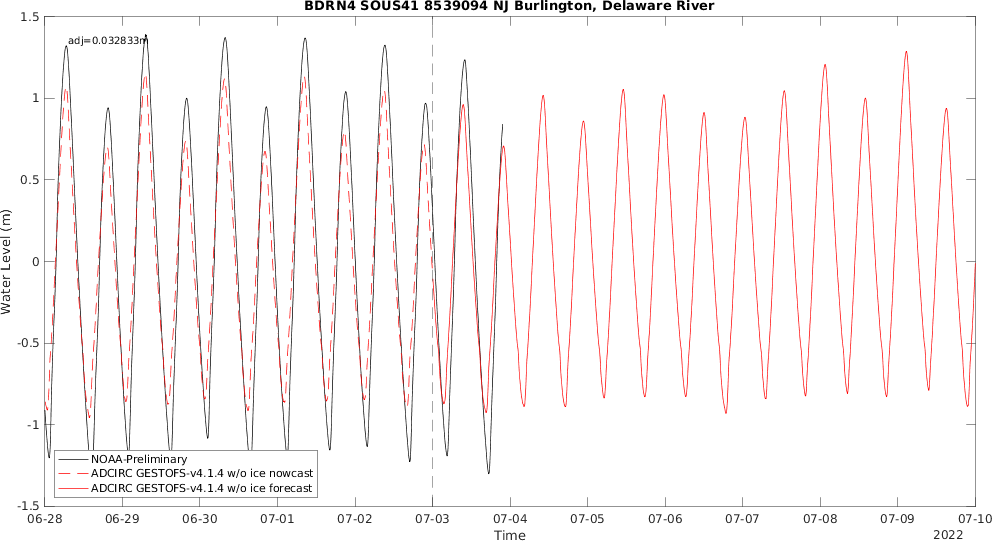 BDRN4 SOUS41 8539094 NJ Burlington, Delaware River
adj=0.032833m
1.5
1
0.5
0
-0.5
-1
-1.5
Water Level (m)
NOAA-Preliminary
ADCIRC GESTOFS-v4.1.4 w/o ice nowcast
ADCIRC GESTOFS-v4.1.4 w/o ice forecast
06-28 06-29 06-30 07-01 07-02 07-03 07-04 07-05 07-06 07-07 07-08 07-09 07-10
Time
2022